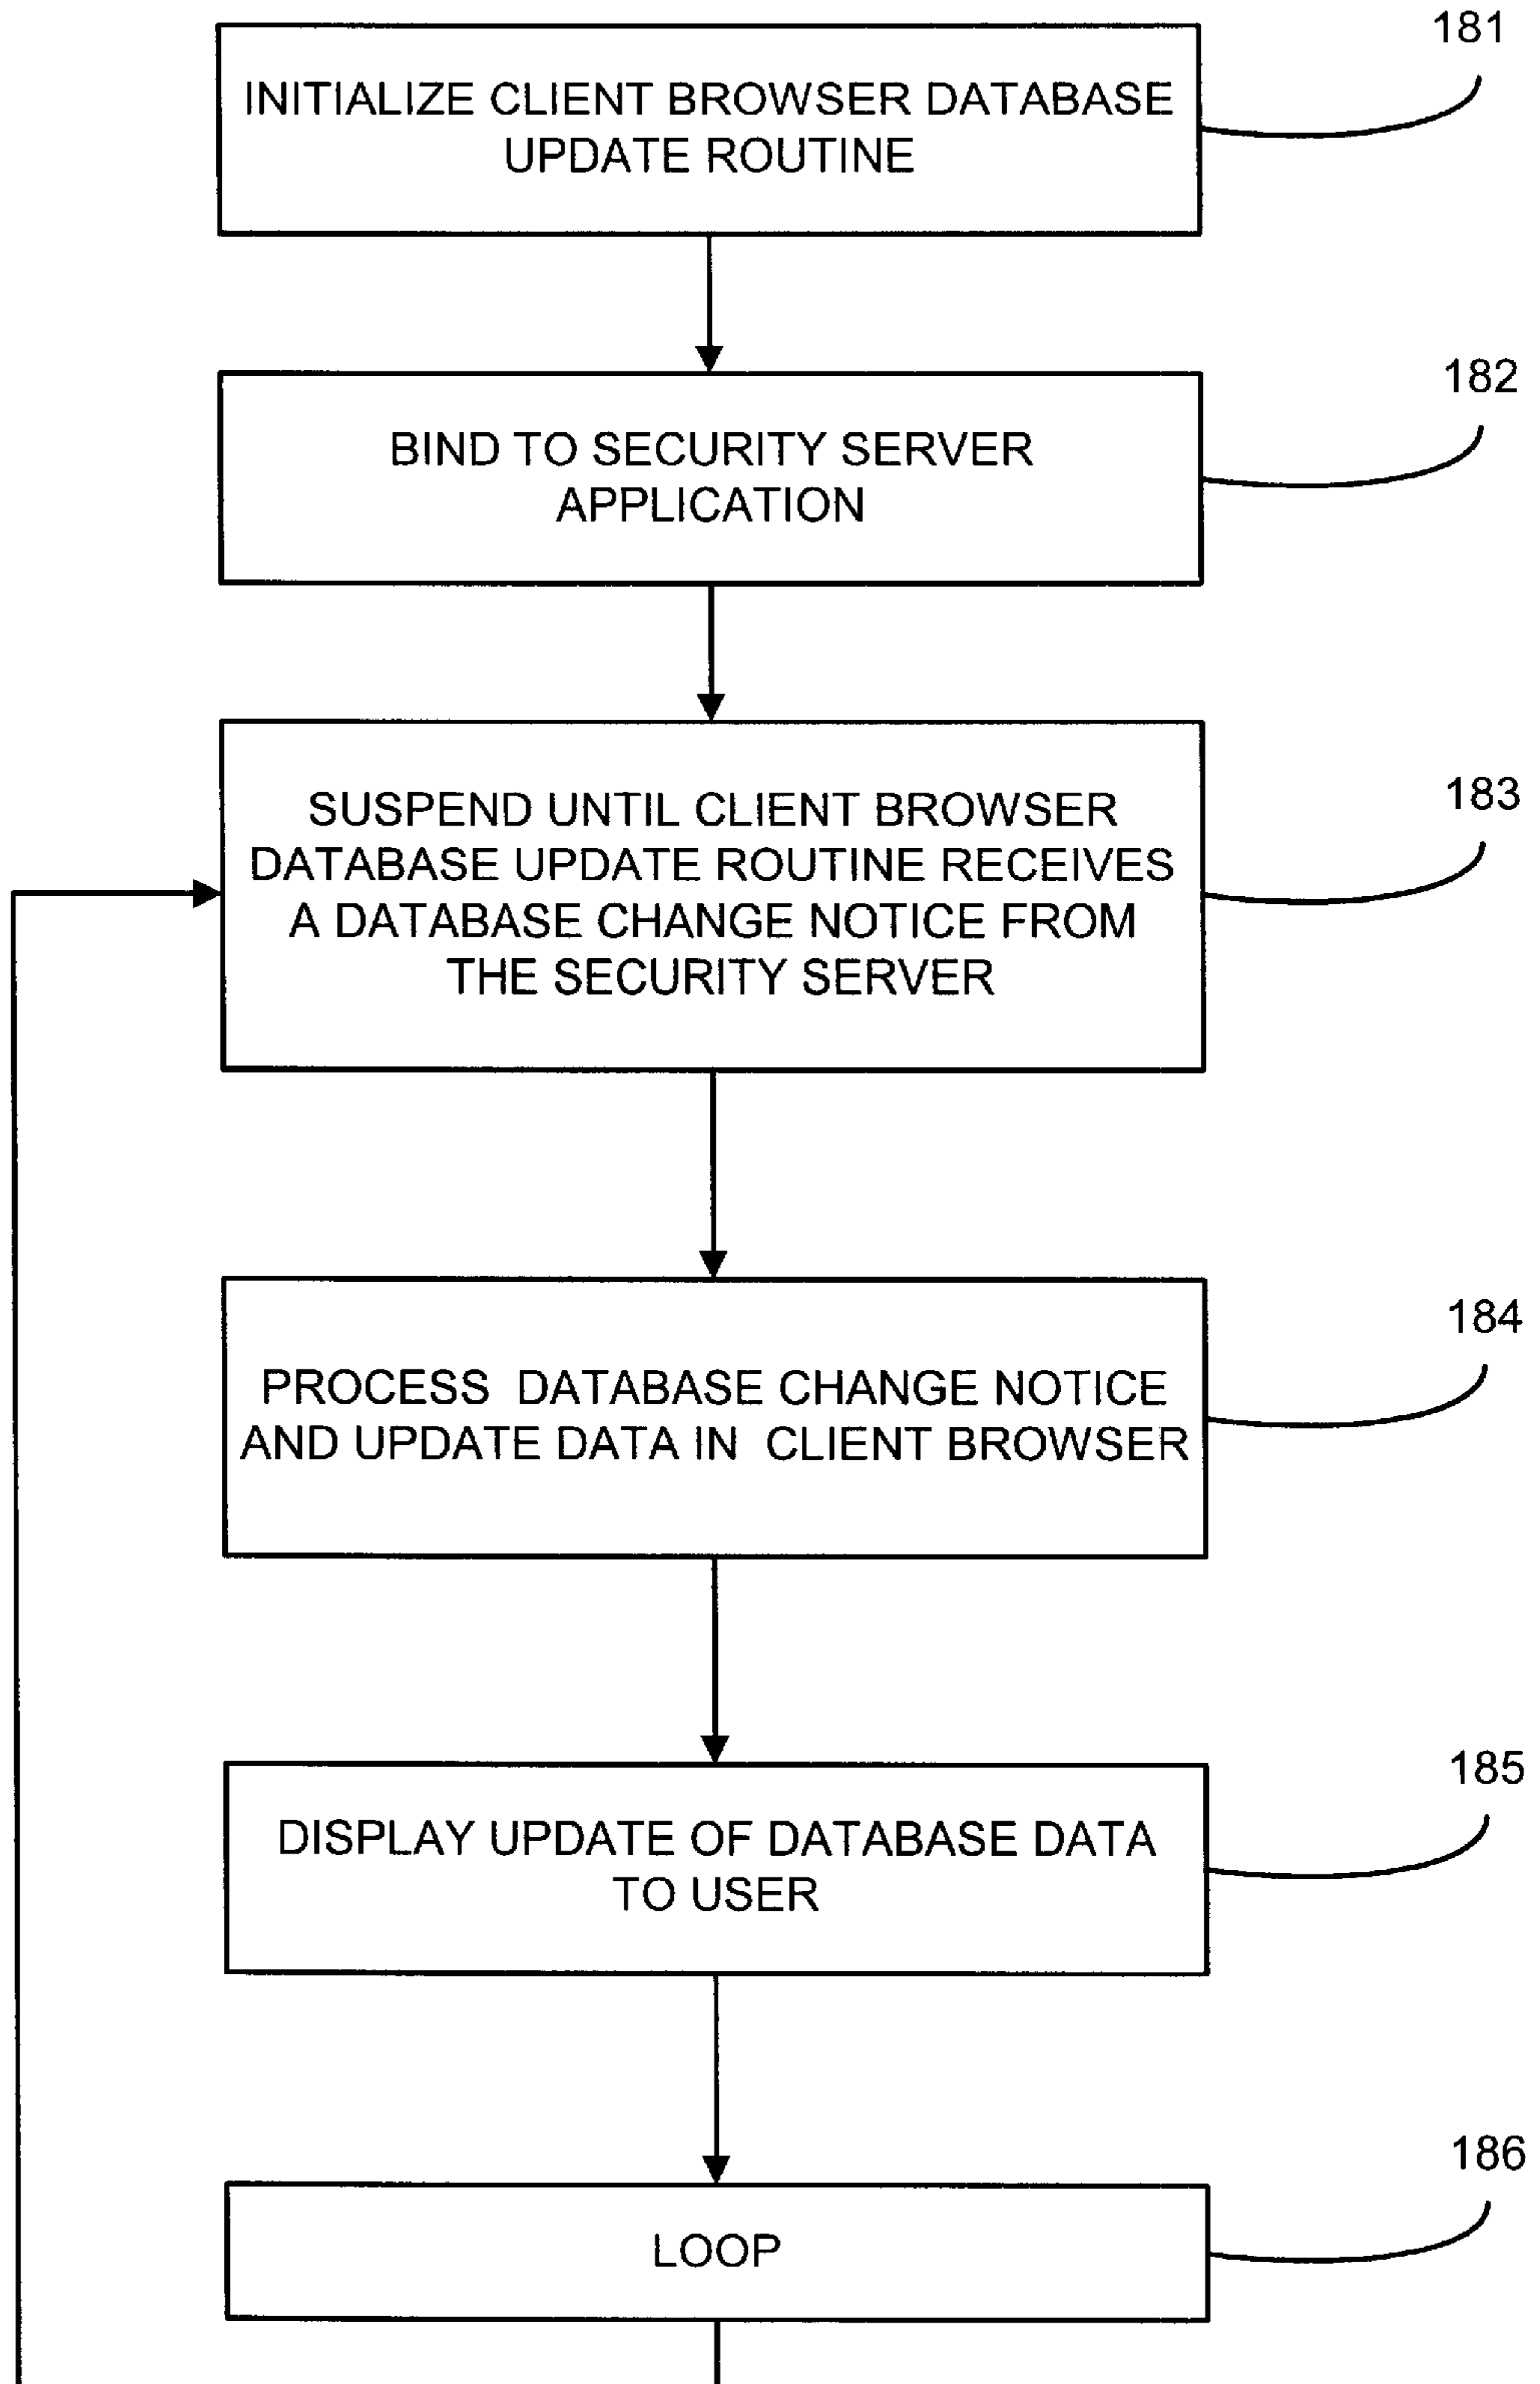 181
INITIALIZE CLIENT BROWSER DATABASE
UPDATE ROUTINE
182
BIND TO SECURITY SERVER
APPLICATION
183
SUSPEND UNTIL CLIENT BROWSER
DATABASE UPDATE ROUTINE RECEIVES
A DATABASE CHANGE NOTICE FROM
THE SECURITY SERVER
184
PROCESS DATABASE CHANGE NOTICE
AND UPDATE DATA IN CLIENT BROWSER
185
DISPLAY UPDATE OF DATABASE DATA
TO USER
186
LOOP